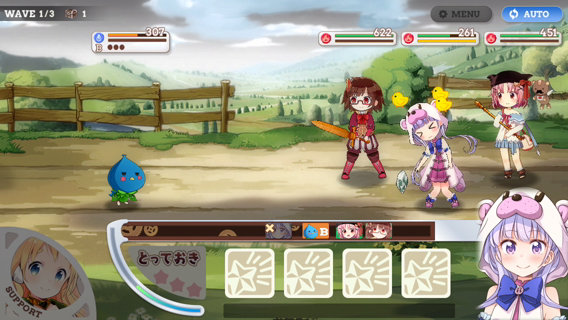 WAVE 1/3 1
MENU
AUTO
307
B
622
261
451
B
とっておき
SUPPORT